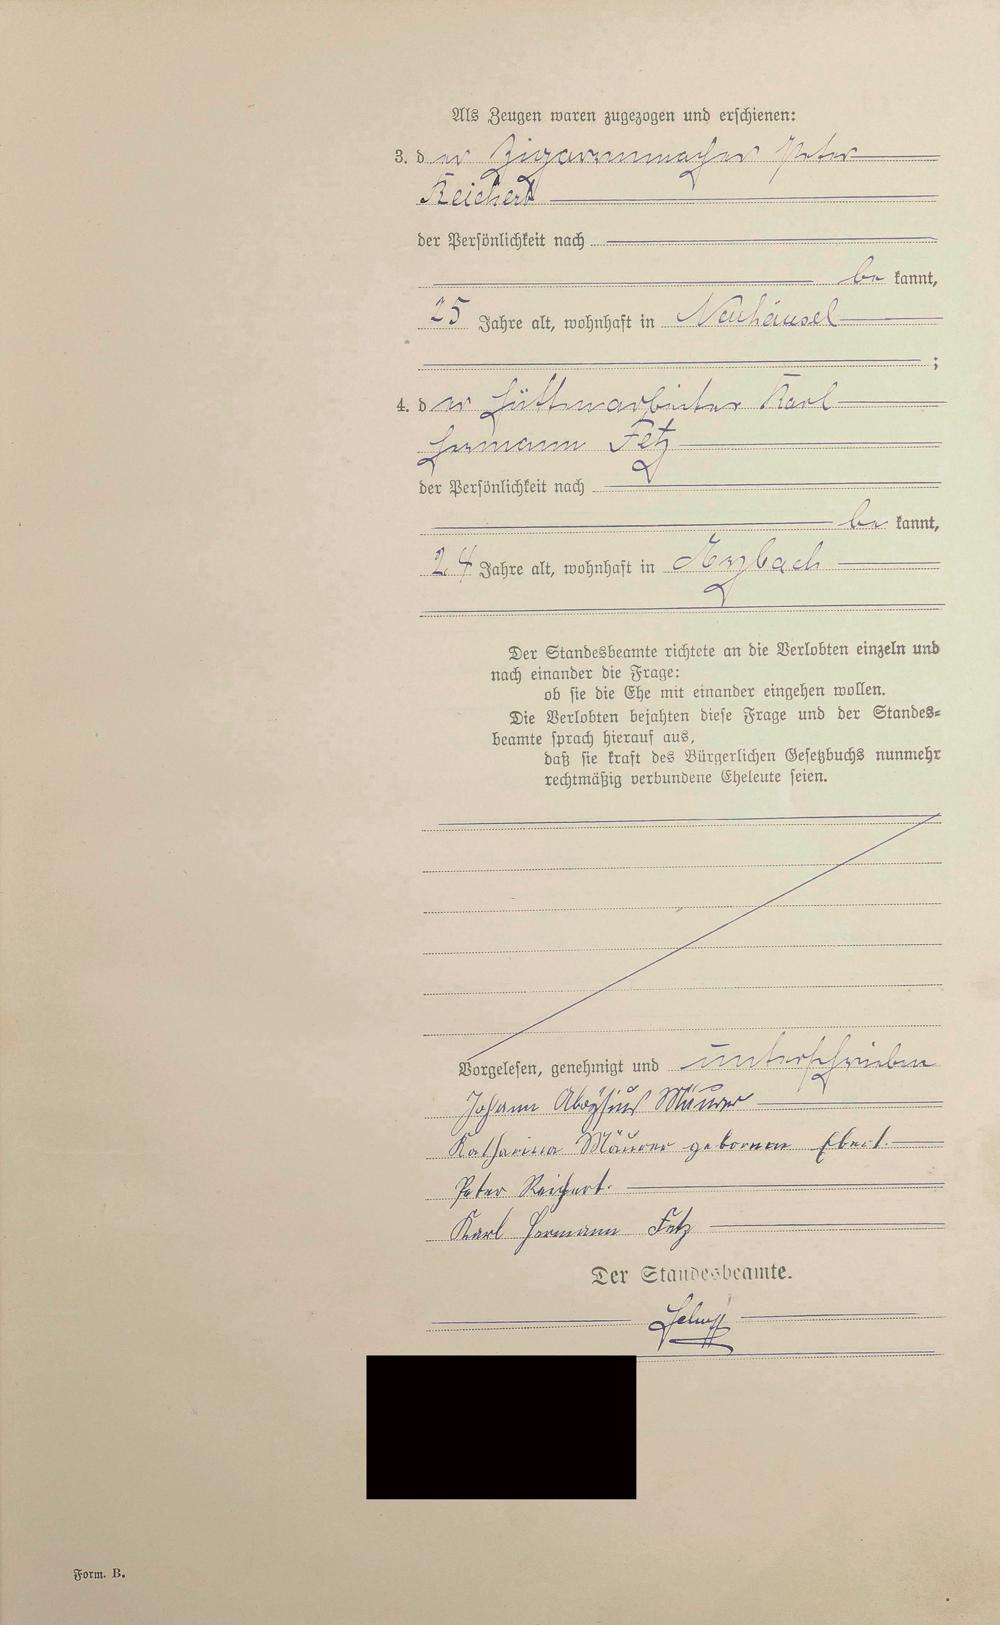 Als Zeugen waren zugezogen und erschienen:
3. der Zigarrenmacher Peter
Reichert
der Persönlichkeit nach
bekannt,
25 Jahre alt, wohnhaft in Neuhäusel
;
4. der Hüttenarbeiter Karl
Hermann Fetz
der Persönlichkeit nach
bekannt,
24 Jahre alt, wohnhaft in
Der Standesbeamte richtete an die Verlobten einzeln und
nach einander die Frage:
ob sie die Ehe mit einander eingehen wollen.
Die Verlobten bejahten diese Frage und der Standes-
beamte sprach hierauf aus,
daß sie kraft des Bürgerlichen Gesetzbuchs nunmehr
rechtmäßig verbundene Eheleute seien.
Vorgelesen, genehmigt und unterschrieben
Johann Aloysius Mäurer
Katharina Mäurer geborene Ebert.
Peter Reichert.
Karl Hermann Fetz
Der Standesbeamte.
Form. B.